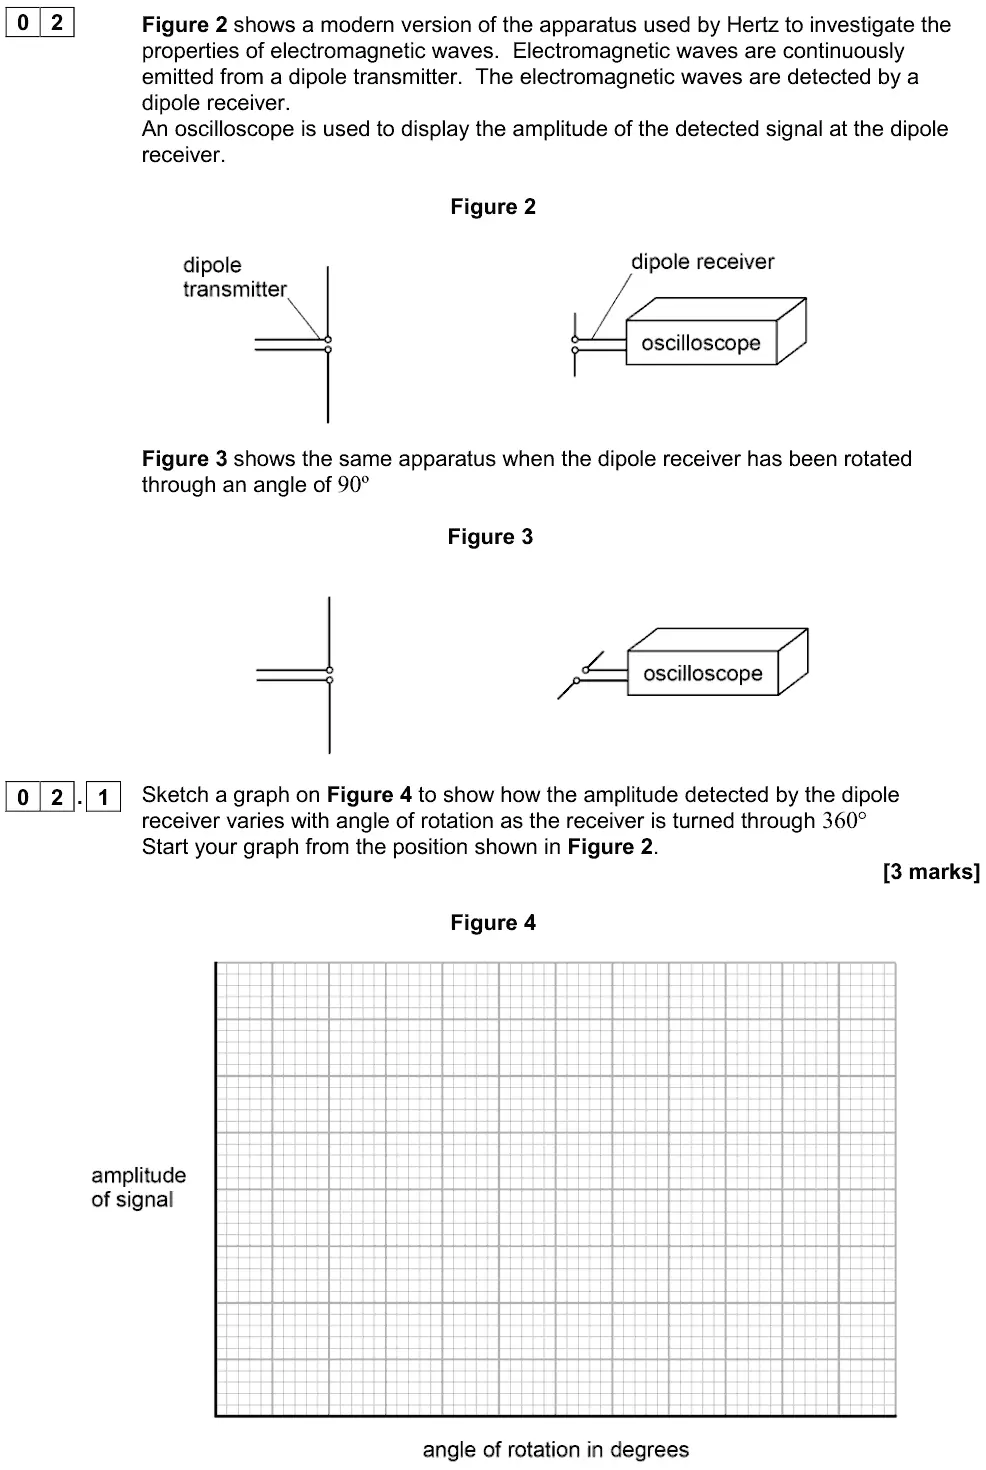 0 2
Figure 2 shows a modern version of the apparatus used by Hertz to investigate the
properties of electromagnetic waves. Electromagnetic waves are continuously
emitted from a dipole transmitter. The electromagnetic waves are detected by a
dipole receiver.
An oscilloscope is used to display the amplitude of the detected signal at the dipole
receiver.
Figure 2
dipole
transmitter
dipole receiver
oscilloscope
Figure 3 shows the same apparatus when the dipole receiver has been rotated
through an angle of 90°
Figure 3
oscilloscope
0 2 . 1
Sketch a graph on Figure 4 to show how the amplitude detected by the dipole
receiver varies with angle of rotation as the receiver is turned through 360°
Start your graph from the position shown in Figure 2.
[3 marks]
Figure 4
amplitude
of signal
angle of rotation in degrees